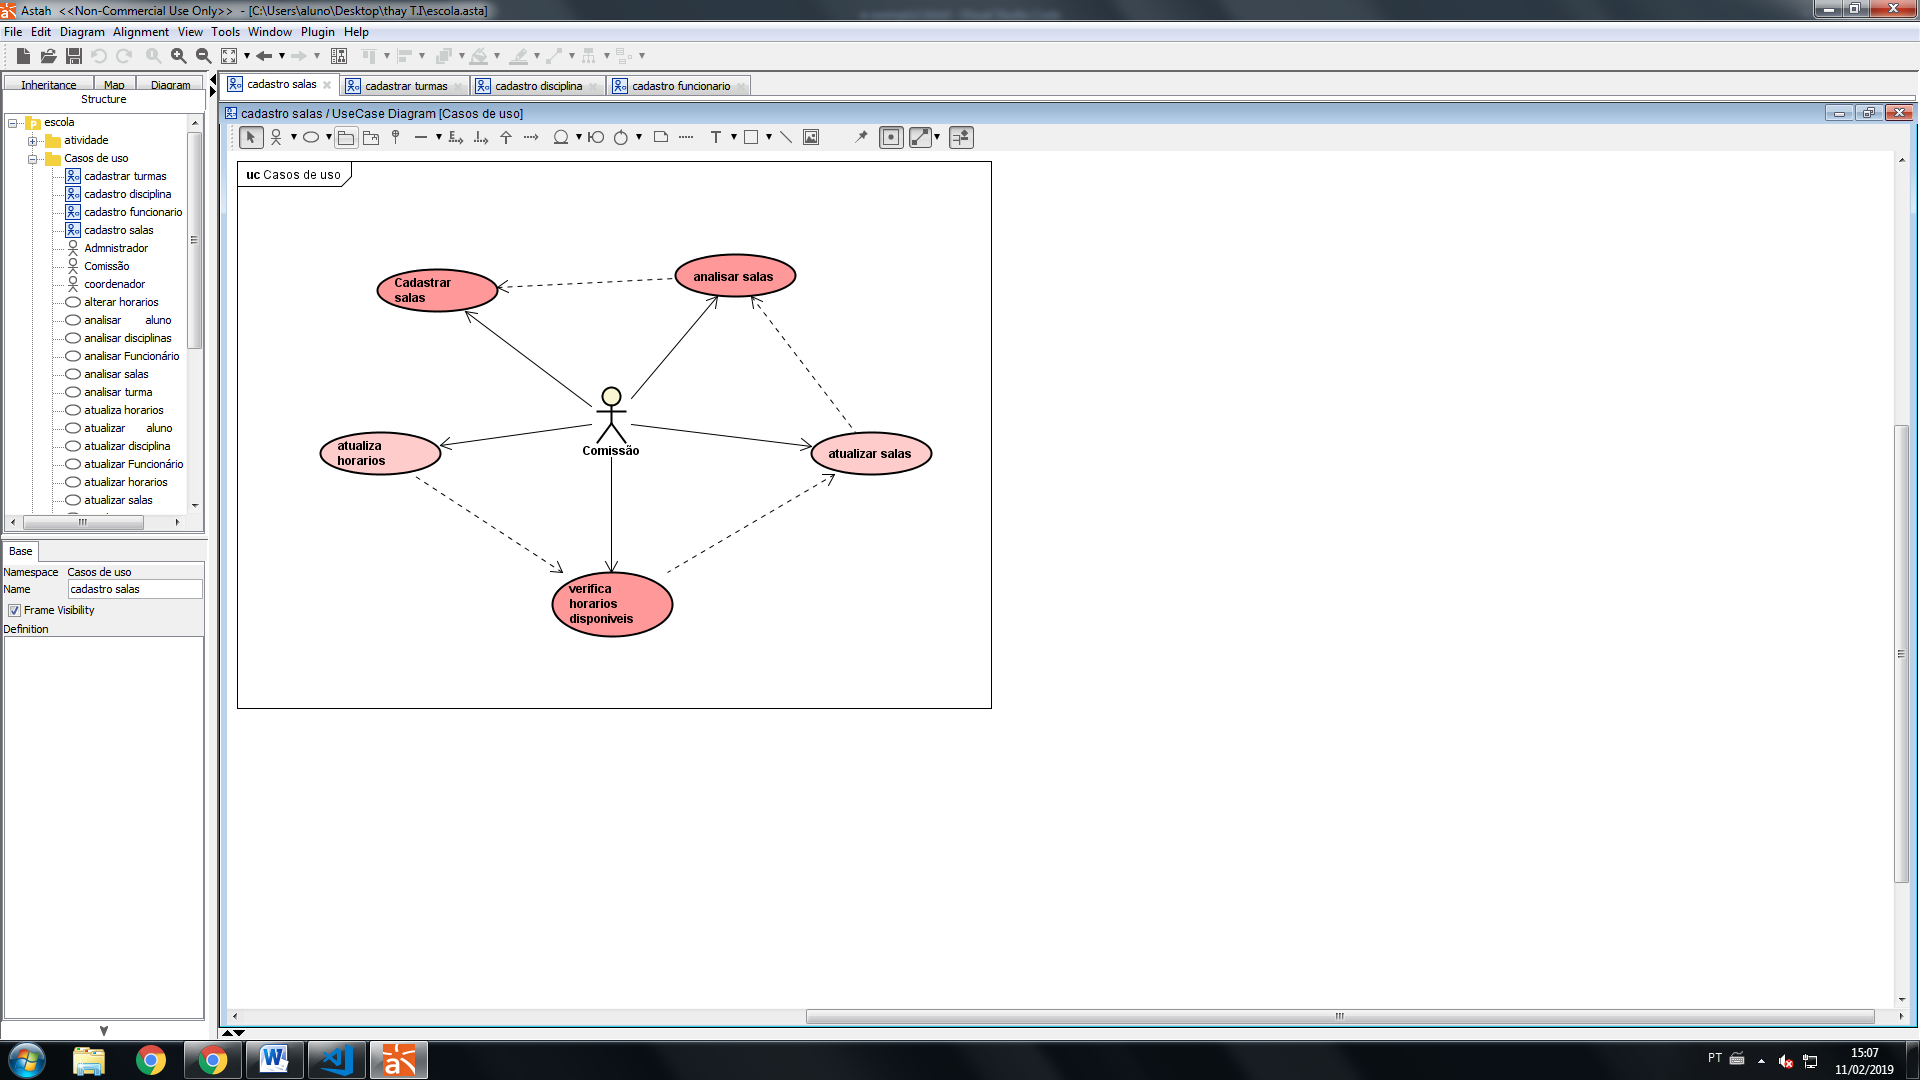 Astah <<Non-Commercial Use Only>> - [C:\Users\aluno\Desktop\thay T.I\escola.asta]
File Edit Diagram Alignment View Tools Window Plugin Help
Inheritance Map Diagram
Structure
cadastro salas cadastrar turmas cadastro disciplina cadastro funcionario
cadastro salas / UseCase Diagram [Casos de uso]
escola
atividade
Casos de uso
cadastrar turmas
cadastro disciplina
cadastro funcionario
cadastro salas
Admnistrador
Comissão
coordenador
alterar horarios
analisar aluno
analisar disciplinas
analisar Funcionário
analisar salas
analisar turma
atualiza horarios
atualizar aluno
atualizar disciplina
atualizar Funcionário
atualizar horarios
atualizar salas
Base
Namespace Casos de uso
Name cadastro salas
Frame Visibility
Definition
uc Casos de uso
Cadastrar
salas
analisar salas
Comissão
atualiza
horarios
atualizar salas
verifica
horarios
disponiveis
PT
15:07
11/02/2019